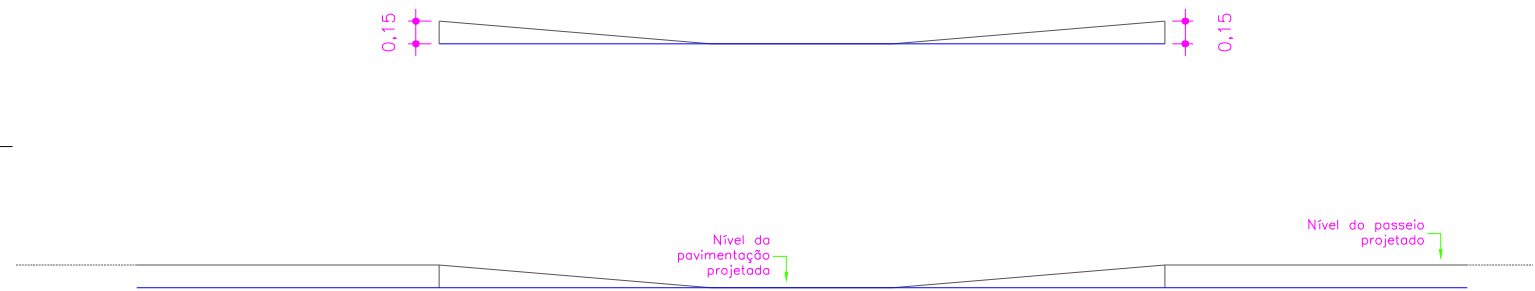 0,15
0,15
Nível do passeio
projetado
Nível da
pavimentação
projetada